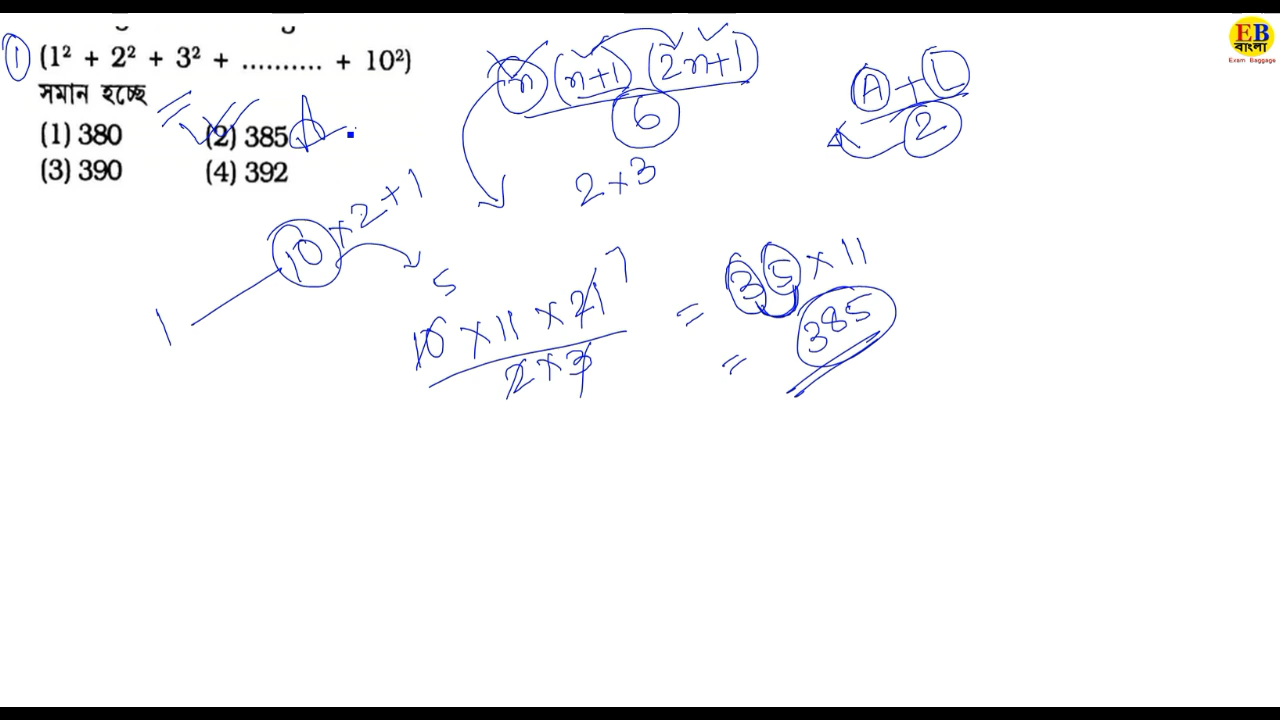 ① (1² + 2² + 3² + .......... + 10²)
সমান হচ্ছে
(1) 380 (2) 385
(3) 390 (4) 392
n (n+1) (2n+1)
6
2×3
A + L
2
EB
বাংলা
Exam Baggage
1 10 ×2+1
5 7
10 × 11 × 21
2 × 3
= 35 × 11
= 385